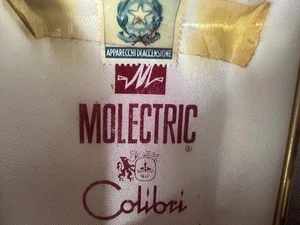 APPARECCHI DI ACCENSIONE
M
MOLECTRIC
®
Colibri